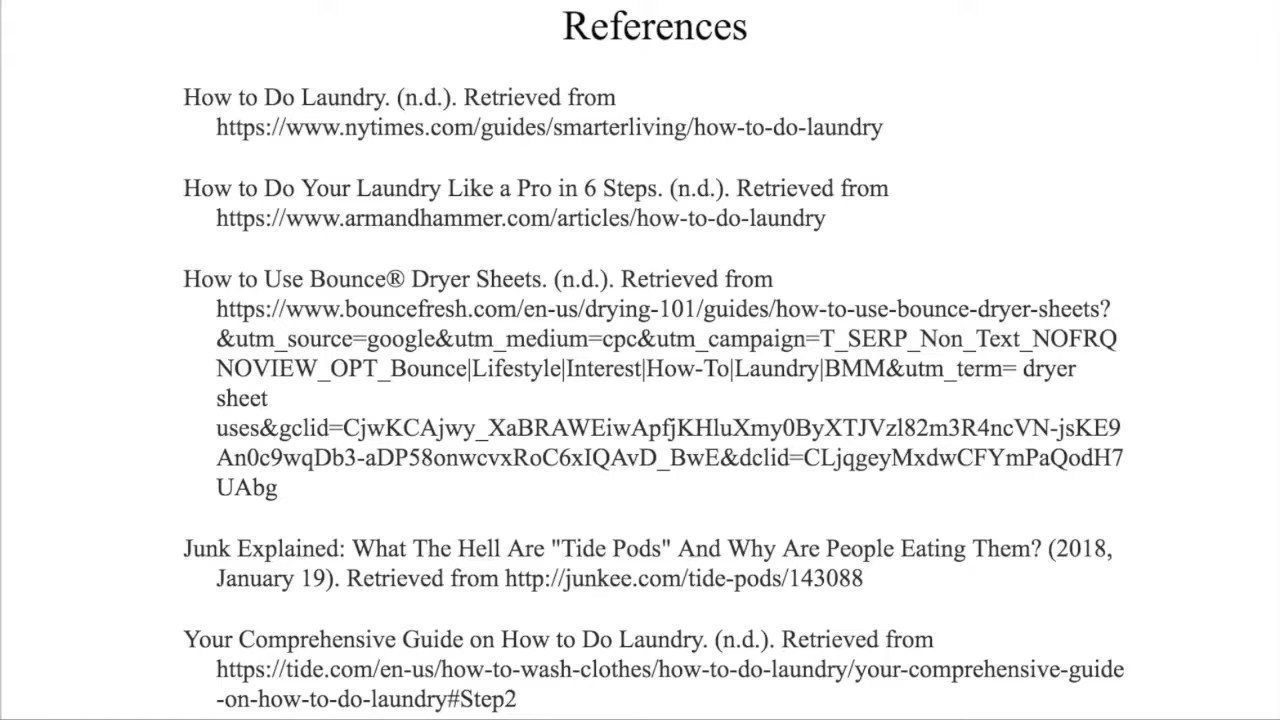 References
How to Do Laundry. (n.d.). Retrieved from
https://www.nytimes.com/guides/smarterliving/how-to-do-laundry
How to Do Your Laundry Like a Pro in 6 Steps. (n.d.). Retrieved from
https://www.armandhammer.com/articles/how-to-do-laundry
How to Use Bounce® Dryer Sheets. (n.d.). Retrieved from
https://www.bouncefresh.com/en-us/drying-101/guides/how-to-use-bounce-dryer-sheets?
&utm_source=google&utm_medium=cpc&utm_campaign=T_SERP_Non_Text_NOFRQ
NOVIEW_OPT_Bounce|Lifestyle|Interest|How-To|Laundry|BMM&utm_term= dryer
sheet
uses&gclid=CjwKCAjwy_XaBRAWEiwApfjKHluXmy0ByXTJVzl82m3R4ncVN-jsKE9
An0c9wqDb3-aDP58onwcvxRoC6xIQAvD_BwE&dclid=CLjqgeyMxdwCFYmPaQodH7
UAbg
Junk Explained: What The Hell Are "Tide Pods" And Why Are People Eating Them? (2018,
January 19). Retrieved from http://junkee.com/tide-pods/143088
Your Comprehensive Guide on How to Do Laundry. (n.d.). Retrieved from
https://tide.com/en-us/how-to-wash-clothes/how-to-do-laundry/your-comprehensive-guide
-on-how-to-do-laundry#Step2